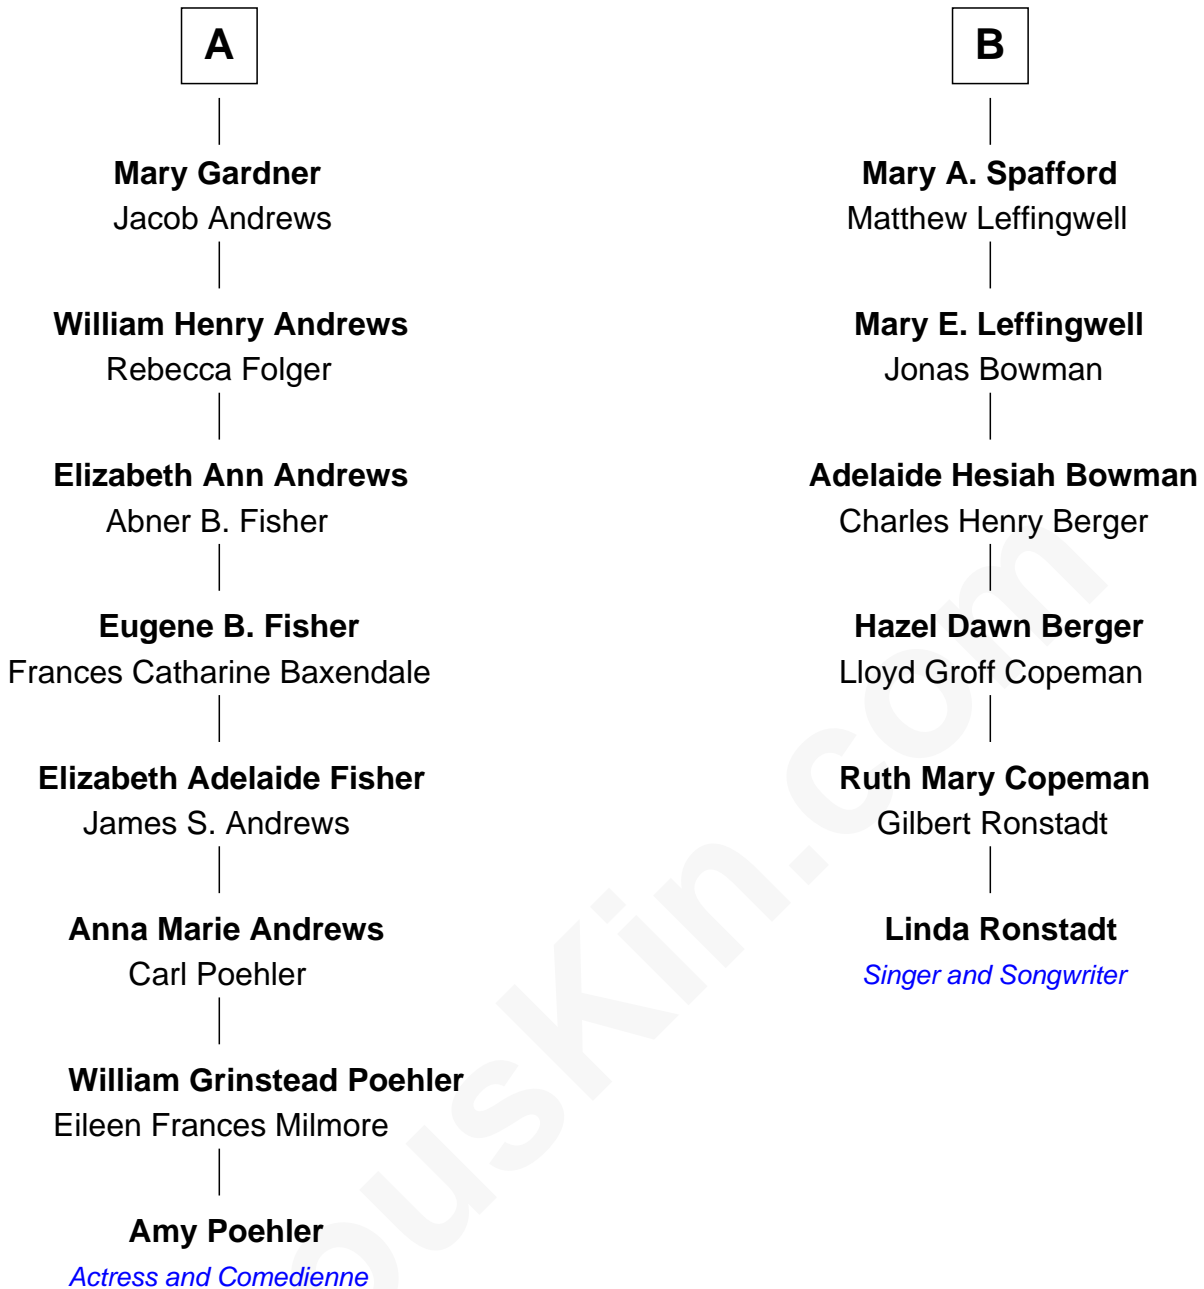 A
Mary Gardner
Jacob Andrews
William Henry Andrews
Rebecca Folger
Elizabeth Ann Andrews
Abner B. Fisher
Eugene B. Fisher
Frances Catharine Baxendale
Elizabeth Adelaide Fisher
James S. Andrews
Anna Marie Andrews
Carl Poehler
William Grinstead Poehler
Eileen Frances Milmore
Amy Poehler
Actress and Comedienne
B
Mary A. Spafford
Matthew Leffingwell
Mary E. Leffingwell
Jonas Bowman
Adelaide Hesiah Bowman
Charles Henry Berger
Hazel Dawn Berger
Lloyd Groff Copeman
Ruth Mary Copeman
Gilbert Ronstadt
Linda Ronstadt
Singer and Songwriter
ousKin.com